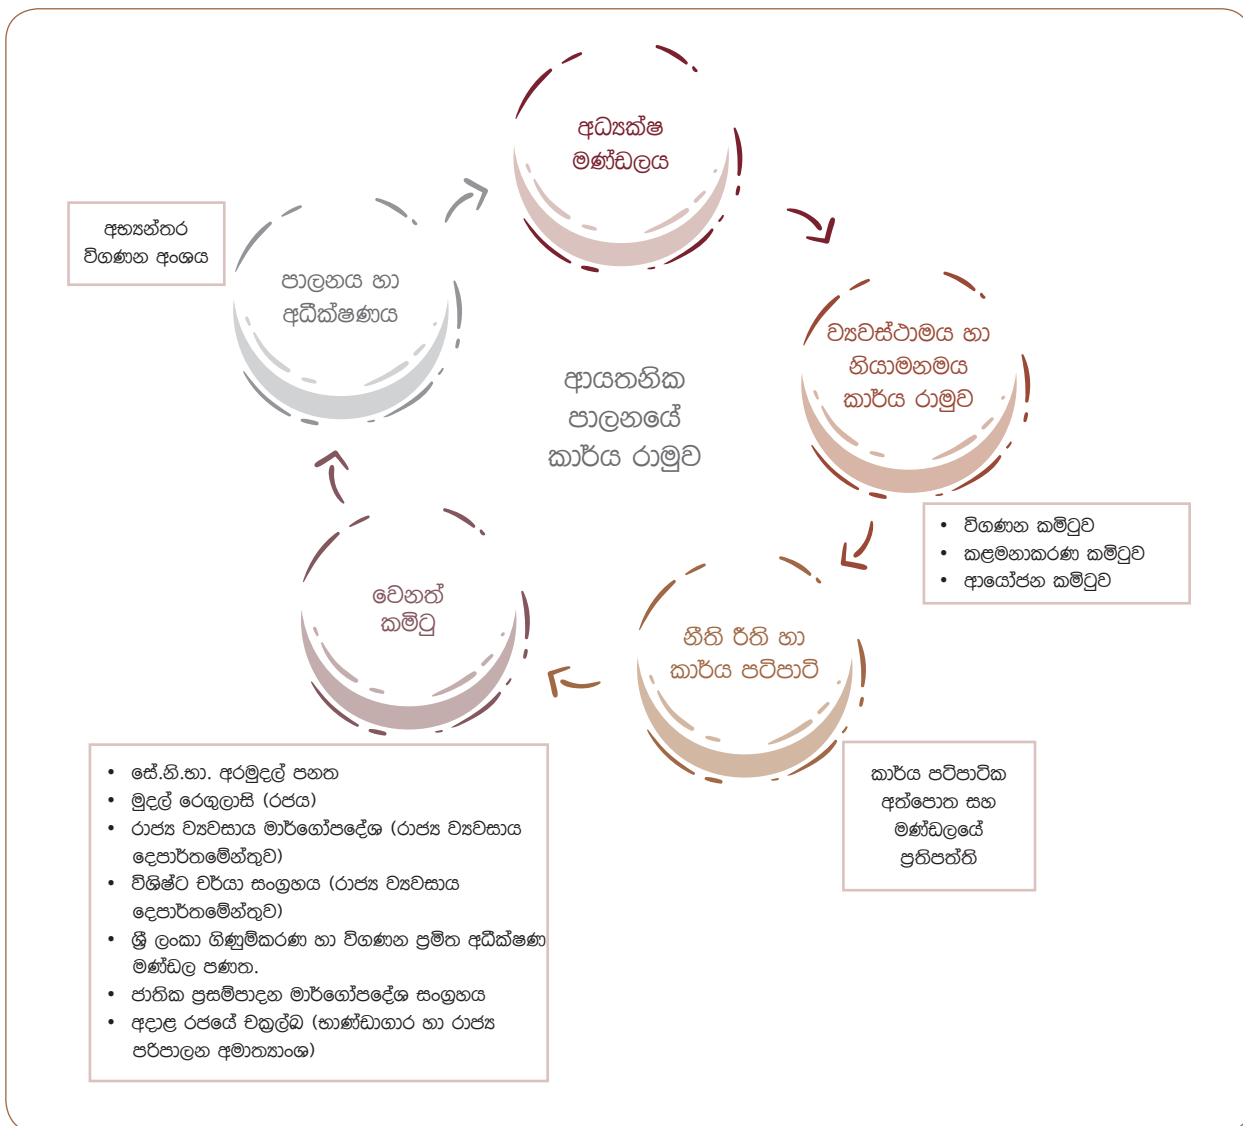 අධ්‍යක්ෂ
මණ්ඩලය
අභ්‍යන්තර
විගණන අංශය
පාලනය හා
අධීක්ෂණය
ව්‍යවස්ථාමය හා
නියාමනමය
කාර්ය රාමුව
ආයතනික
පාලනයේ
කාර්ය රාමුව
• විගණන කමිටුව
• කළමනාකරණ කමිටුව
• ආයෝජන කමිටුව
වෙනත්
කමිටු
නීති රීති හා
කාර්ය පටිපාටි
• සේ.නි.භා. අරමුදල් පනත
• මුදල් රෙගුලාසි (රජය)
• රාජ්‍ය ව්‍යවසාය මාර්ගෝපදේශ (රාජ්‍ය ව්‍යවසාය
දෙපාර්තමේන්තුව)
• විශිෂ්ට චර්යා සංග්‍රහය (රාජ්‍ය ව්‍යවසාය
දෙපාර්තමේන්තුව)
• ශ්‍රී ලංකා ගිණුම්කරණ හා විගණන ප්‍රමිත අධීක්ෂණ
මණ්ඩල පණත.
• ජාතික ප්‍රසම්පාදන මාර්ගෝපදේශ සංග්‍රහය
• අදාළ රජයේ චක්‍රල්ඛ (භාණ්ඩාගාර හා රාජ්‍ය
පරිපාලන අමාත්‍යාංශ)
කාර්ය පටිපාටික
අත්පොත සහ
මණ්ඩලයේ
ප්‍රතිපත්ති